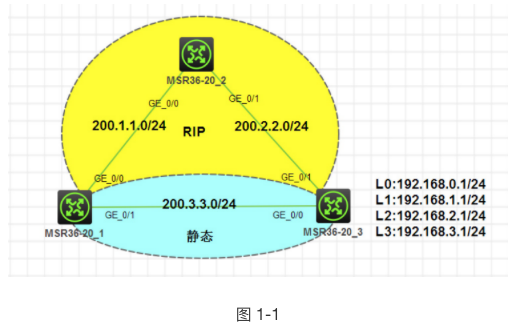 MSR36-20_2
GE_0/0
GE_0/1
200.1.1.0/24
RIP
200.2.2.0/24
GE_0/0
GE_0/1
L0:192.168.0.1/24
L1:192.168.1.1/24
L2:192.168.2.1/24
L3:192.168.3.1/24
200.3.3.0/24
GE_0/1
GE_0/0
MSR36-20_1
静态
MSR36-20_3
图 1-1